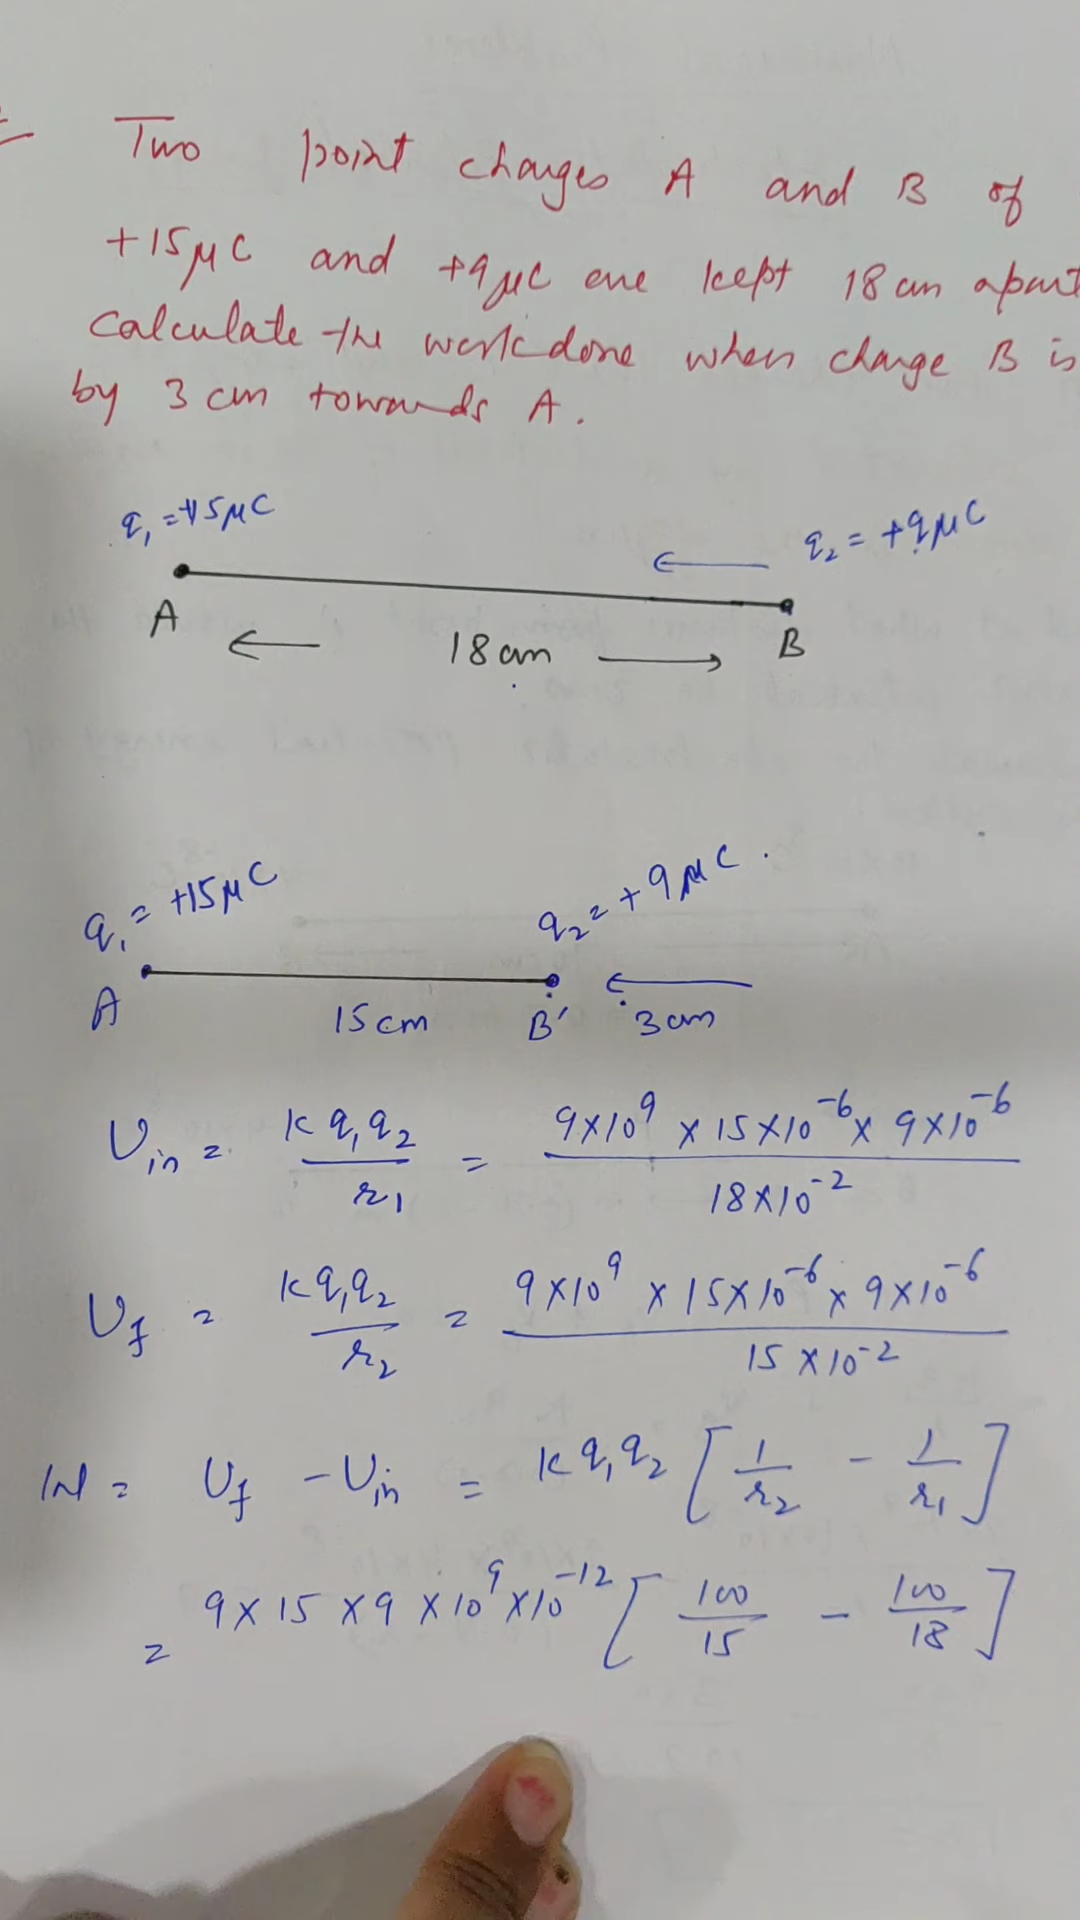 Two point charges A and B of
+15μC and +9μC are kept 18 cm apart
Calculate the work done when charge B is
by 3 cm towards A.
q₁ = +15μC
q₂ = +9μC
A
18 cm
B
q₁ = +15μC
q₂ = +9μC
A
15 cm
B'
3 cm
U_in = kq₁q₂/r₁ = 9×10⁹ × 15×10⁻⁶ × 9×10⁻⁶ / 18×10⁻²
U_f = kq₁q₂/r₂ = 9×10⁹ × 15×10⁻⁶ × 9×10⁻⁶ / 15×10⁻²
W = U_f - U_in = kq₁q₂ [1/r₂ - 1/r₁]
= 9×15×9×10⁹×10⁻¹² [100/15 - 100/18]